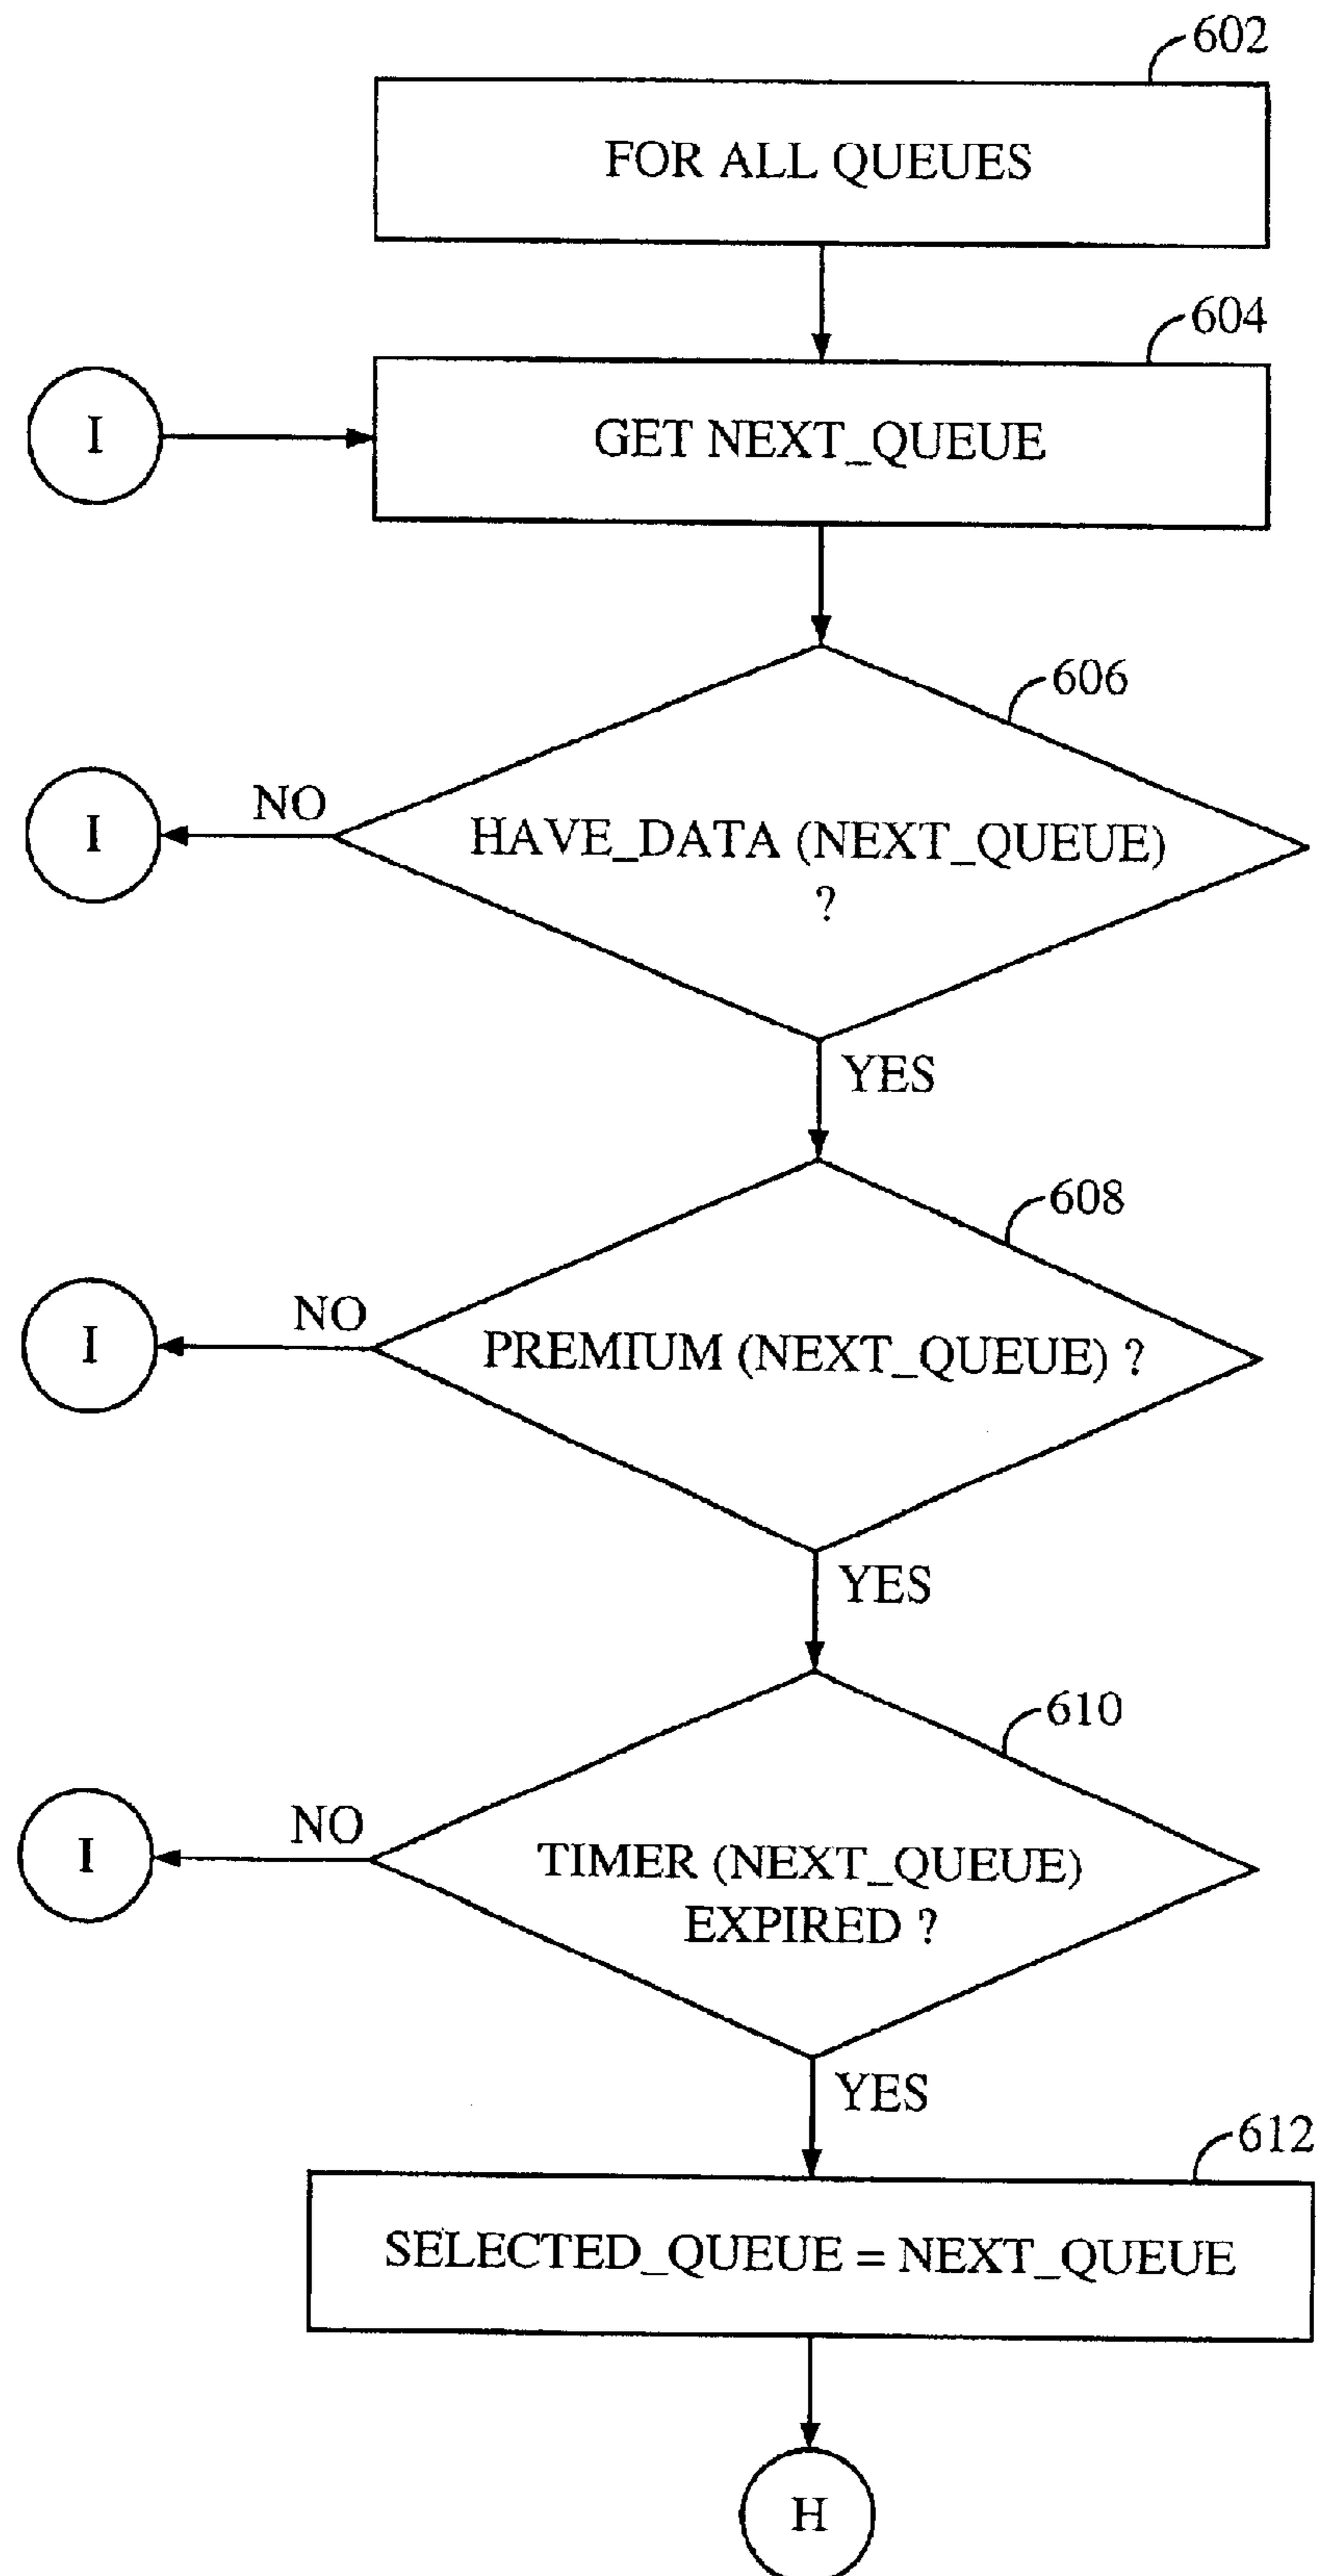 602
FOR ALL QUEUES
604
I
GET NEXT_QUEUE
606
I
NO
HAVE_DATA (NEXT_QUEUE)
?
YES
608
I
NO
PREMIUM (NEXT_QUEUE) ?
YES
610
I
NO
TIMER (NEXT_QUEUE)
EXPIRED ?
YES
612
SELECTED_QUEUE = NEXT_QUEUE
H